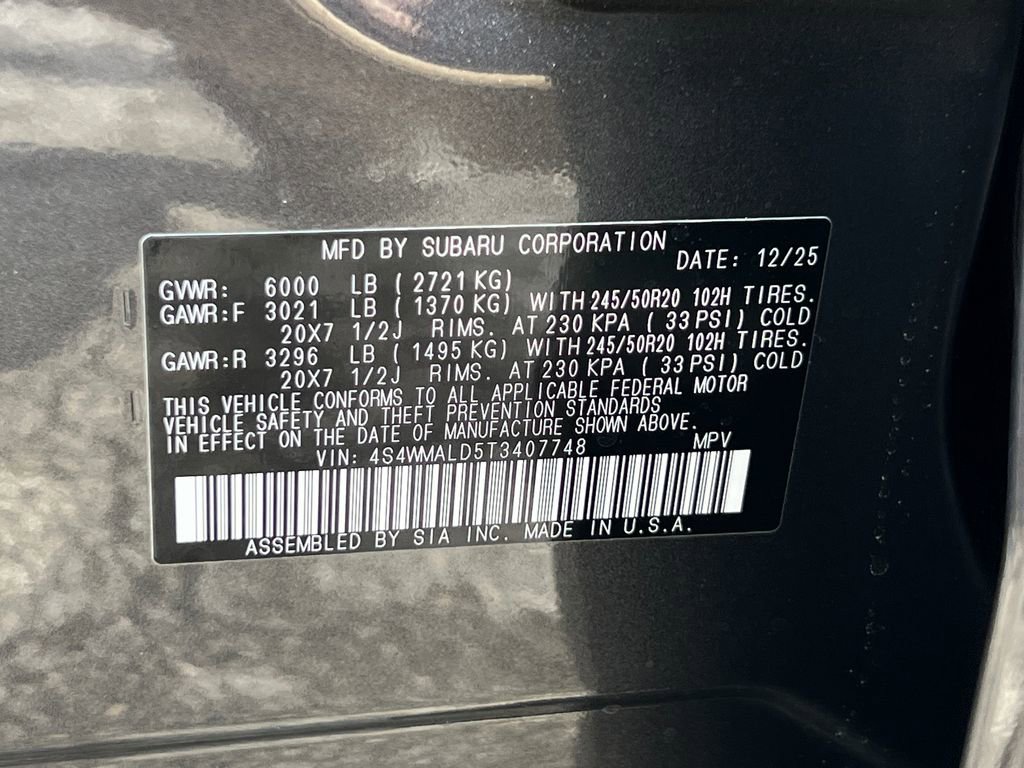 MFD BY SUBARU CORPORATION DATE: 12/25
GVWR: 6000 LB ( 2721 KG)
GAWR:F 3021 LB ( 1370 KG) WITH 245/50R20 102H TIRES.
20X7 1/2J RIMS. AT 230 KPA ( 33 PSI) COLD
GAWR:R 3296 LB ( 1495 KG) WITH 245/50R20 102H TIRES.
20X7 1/2J RIMS. AT 230 KPA ( 33 PSI) COLD
THIS VEHICLE CONFORMS TO ALL APPLICABLE FEDERAL MOTOR
VEHICLE SAFETY AND THEFT PREVENTION STANDARDS
IN EFFECT ON THE DATE OF MANUFACTURE SHOWN ABOVE.
VIN: 4S4WMALD5T3407748 MPV
ASSEMBLED BY SIA INC. MADE IN U.S.A.